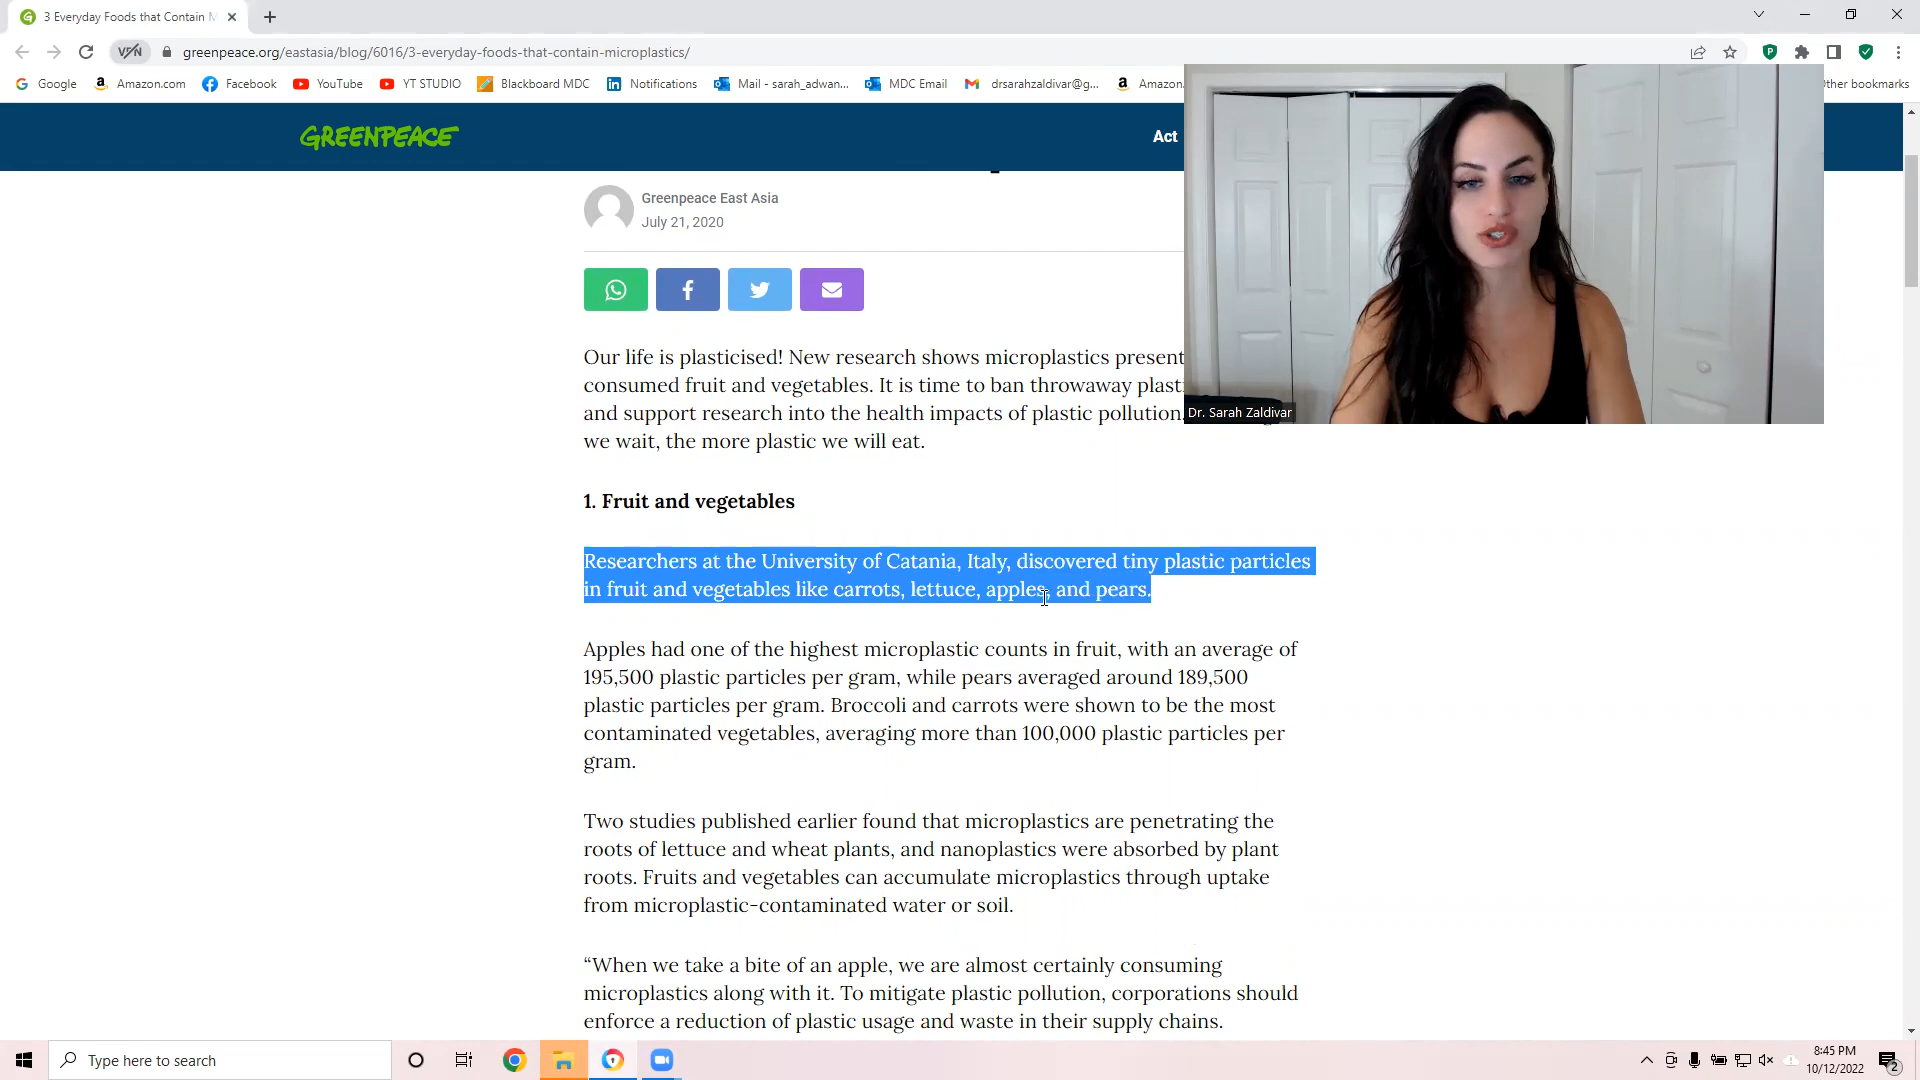 3 Everyday Foods that Contain M
VPN
greenpeace.org/eastasia/blog/6016/3-everyday-foods-that-contain-microplastics/
Google
Amazon.com
Facebook
YouTube
YT STUDIO
Blackboard MDC
Notifications
Mail - sarah_adwan...
MDC Email
drsarahzaldivar@g...
Amazon
Other bookmarks
GREENPEACE
Act
Greenpeace East Asia
July 21, 2020
Our life is plasticised! New research shows microplastics present
consumed fruit and vegetables. It is time to ban throwaway plasti
and support research into the health impacts of plastic pollution.
we wait, the more plastic we will eat.
Dr. Sarah Zaldivar
1. Fruit and vegetables
Researchers at the University of Catania, Italy, discovered tiny plastic particles
in fruit and vegetables like carrots, lettuce, apples, and pears.
Apples had one of the highest microplastic counts in fruit, with an average of
195,500 plastic particles per gram, while pears averaged around 189,500
plastic particles per gram. Broccoli and carrots were shown to be the most
contaminated vegetables, averaging more than 100,000 plastic particles per
gram.
Two studies published earlier found that microplastics are penetrating the
roots of lettuce and wheat plants, and nanoplastics were absorbed by plant
roots. Fruits and vegetables can accumulate microplastics through uptake
from microplastic-contaminated water or soil.
“When we take a bite of an apple, we are almost certainly consuming
microplastics along with it. To mitigate plastic pollution, corporations should
enforce a reduction of plastic usage and waste in their supply chains.
Type here to search
8:45 PM
10/12/2022
2